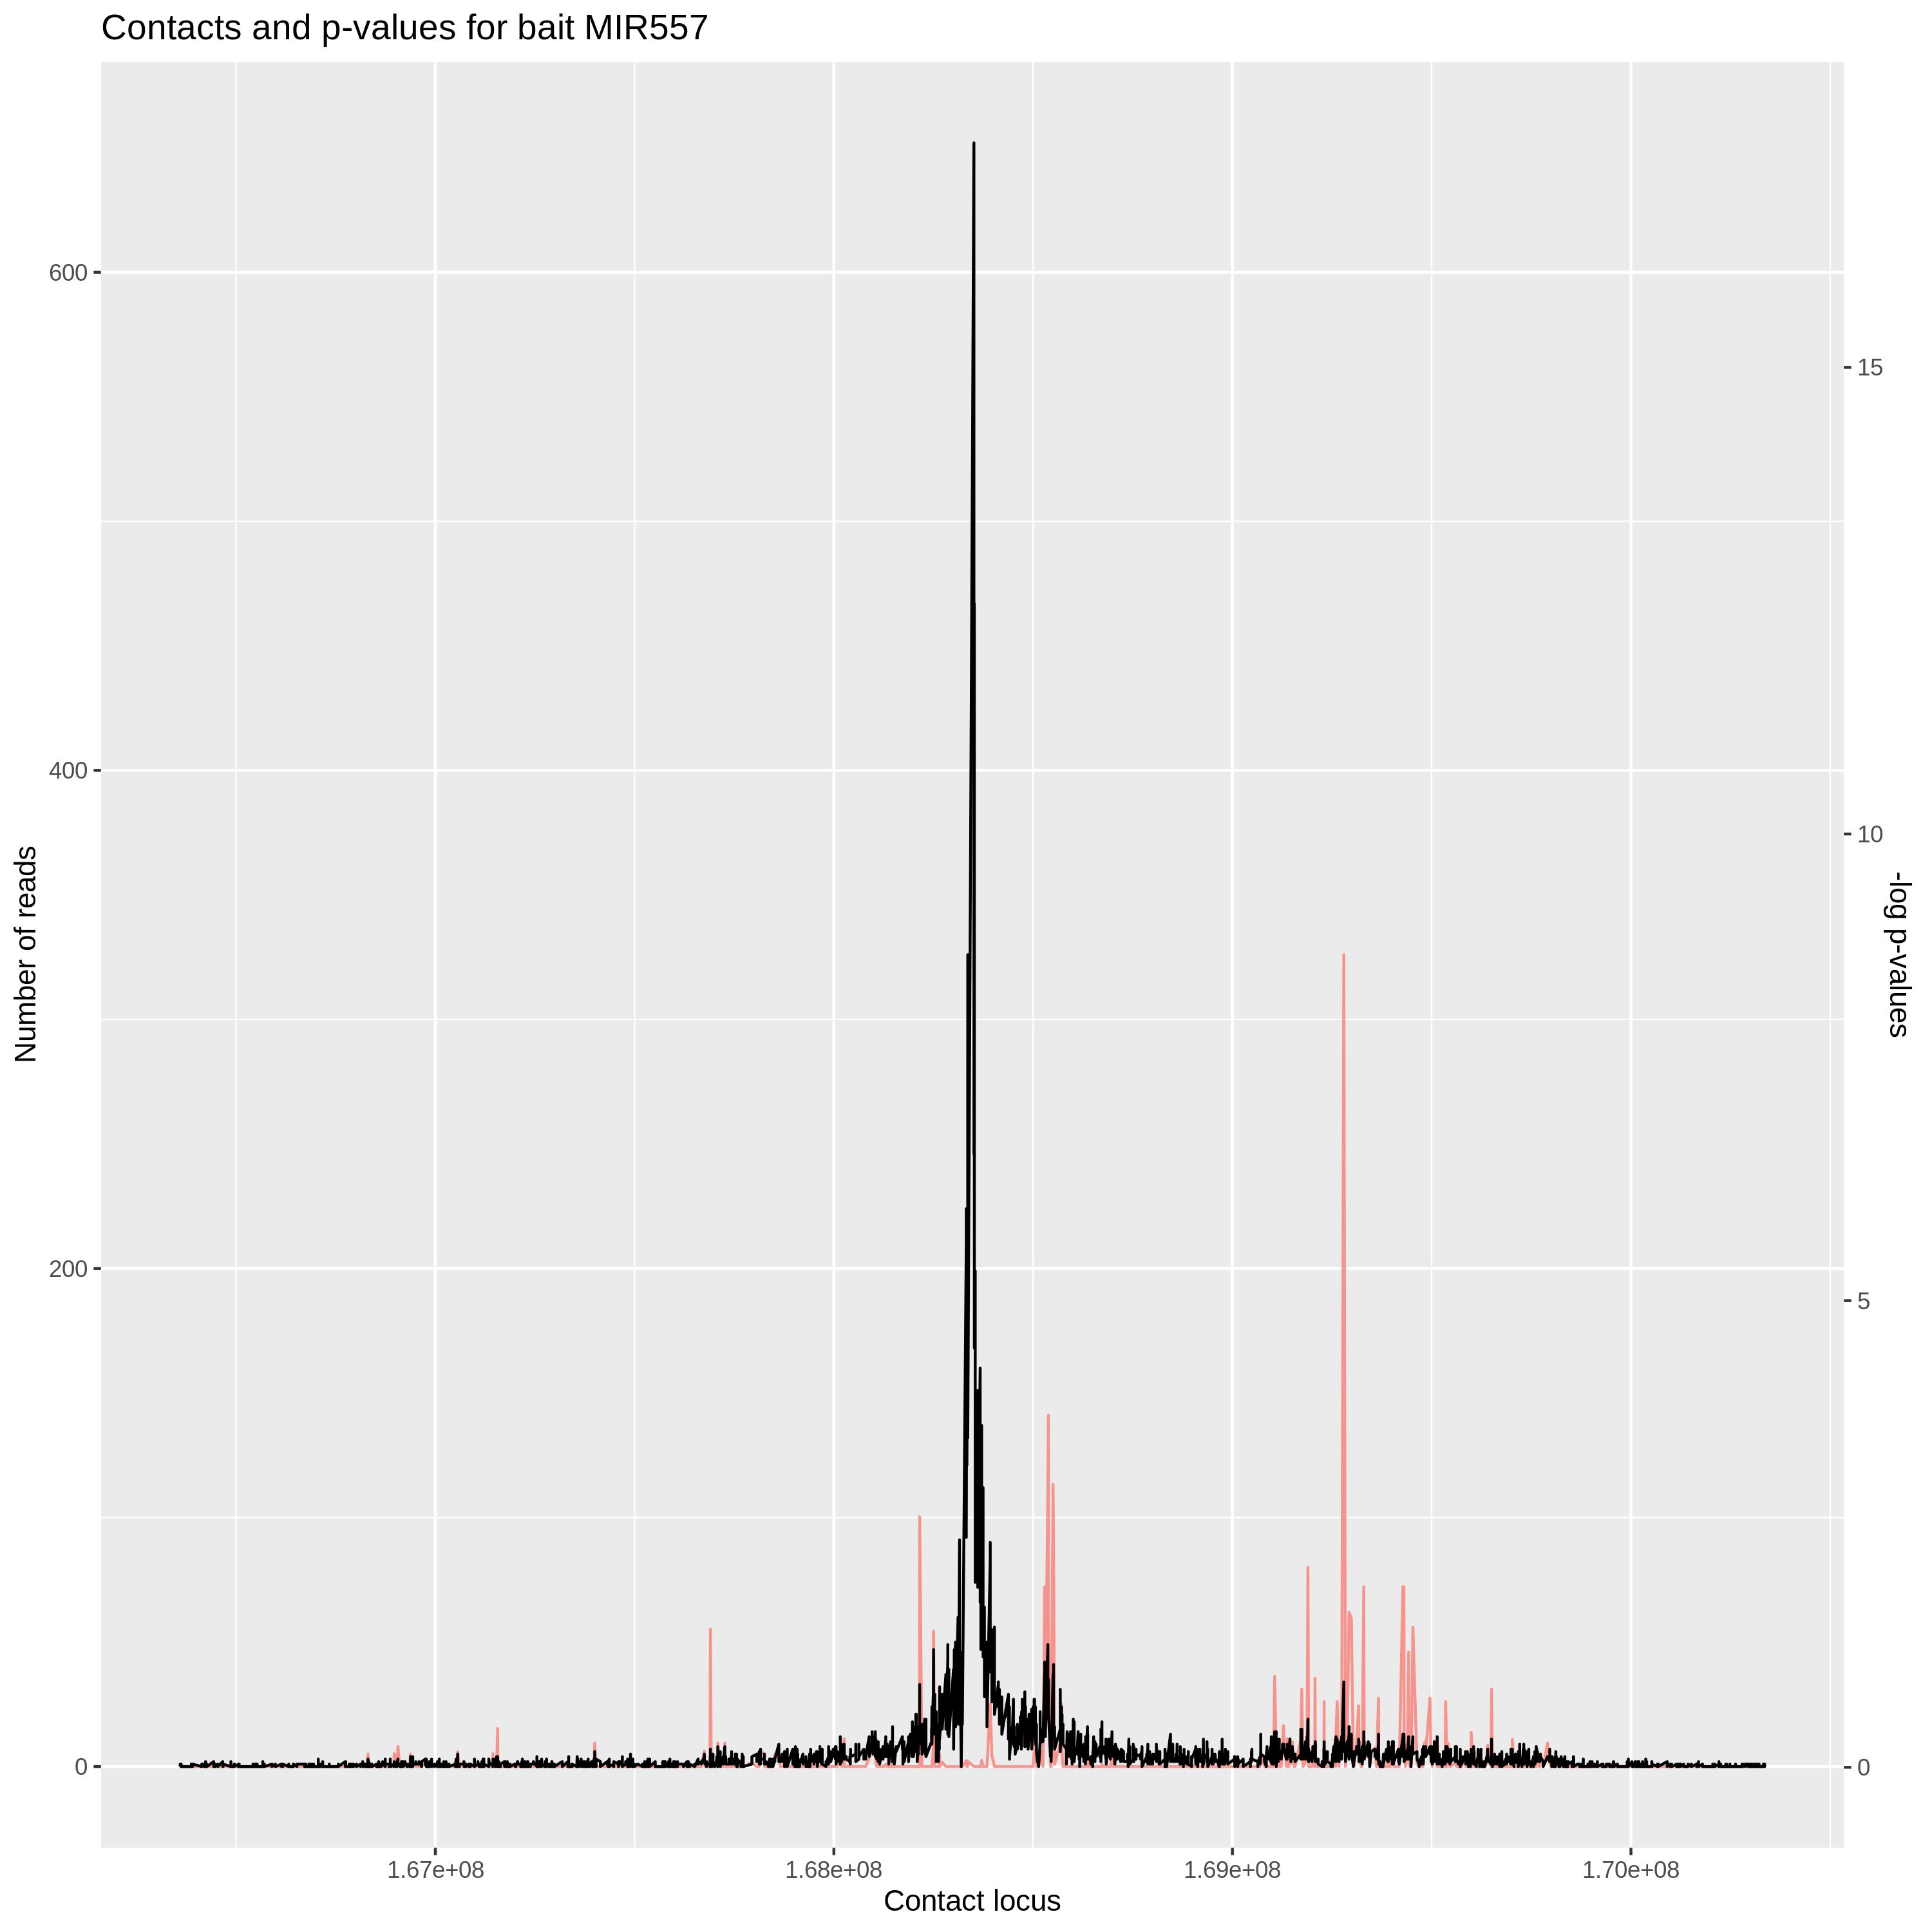 Contacts and p-values for bait MIR557
600
400
200
0
Number of reads
15
10
5
0
-log p-values
1.67e+08
1.68e+08
1.69e+08
1.70e+08
Contact locus